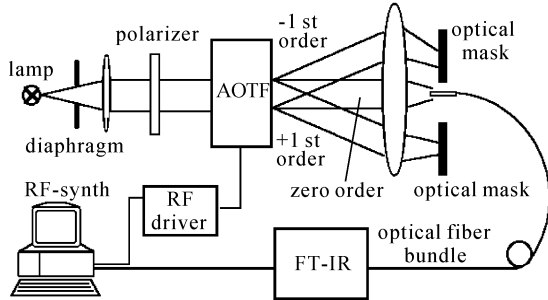 -1 st
order
polarizer
optical
mask
lamp
AOTF
diaphragm
+1 st
order
zero order
optical mask
RF-synth
RF
driver
optical fiber
bundle
FT-IR